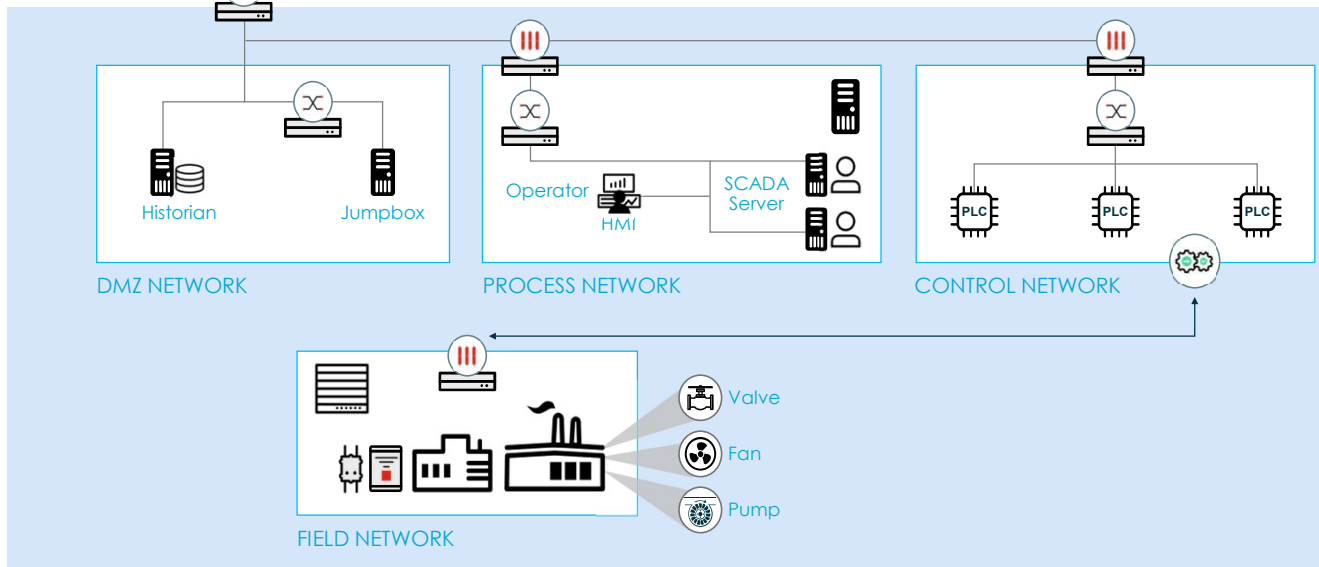 Historian
Jumpbox
DMZ NETWORK
Operator
HMI
SCADA
Server
PROCESS NETWORK
PLC
PLC
PLC
CONTROL NETWORK
Valve
Fan
Pump
FIELD NETWORK